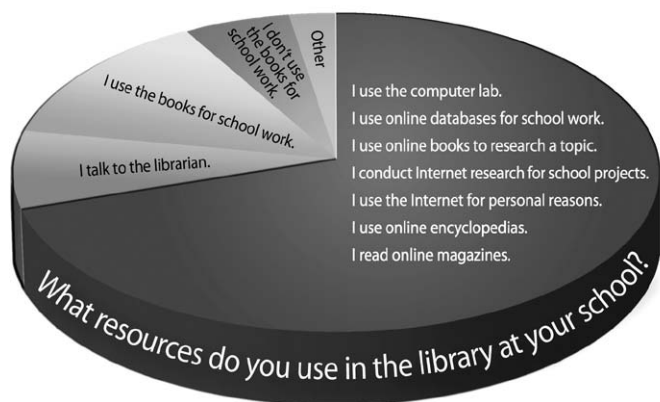 Other
I don't use
the books for
school work.
I use the books for school work.
I talk to the librarian.
I use the computer lab.
I use online databases for school work.
I use online books to research a topic.
I conduct Internet research for school projects.
I use the Internet for personal reasons.
I use online encyclopedias.
I read online magazines.
What resources do you use in the library at your school?